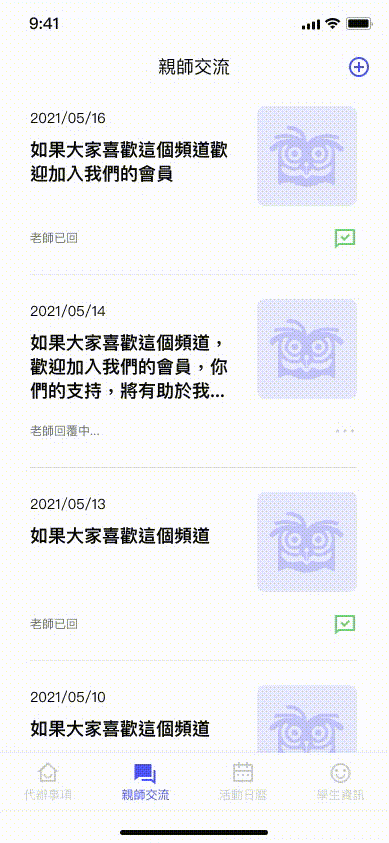 9:41
親師交流
2021/05/16
如果大家喜歡這個頻道歡
迎加入我們的會員
老師已回
2021/05/14
如果大家喜歡這個頻道，
歡迎加入我們的會員，你
們的支持，將有助於我...
老師回覆中...
2021/05/13
如果大家喜歡這個頻道
老師已回
2021/05/10
如果大家喜歡這個頻道
代辦事項
親師交流
活動日曆
學生資訊